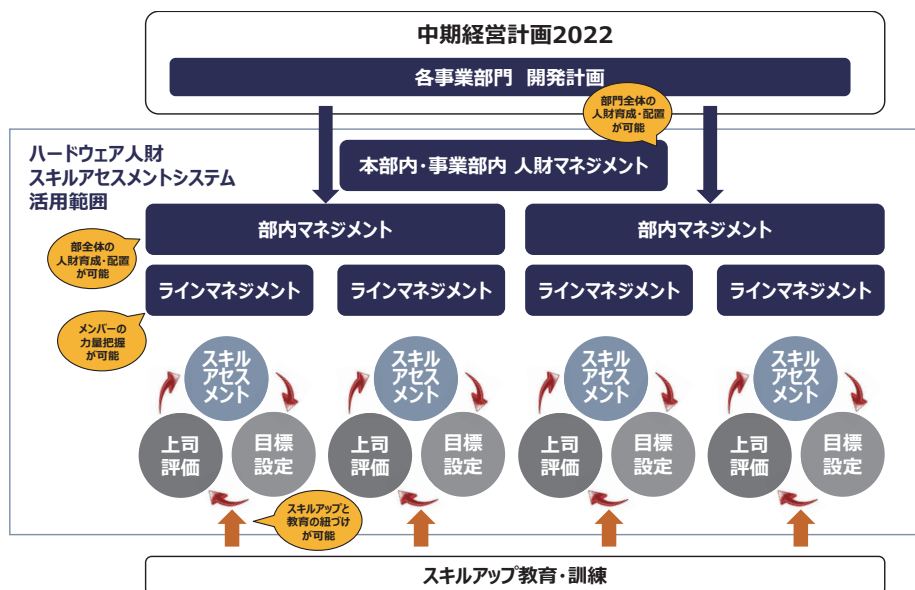 中期経営計画2022
各事業部門 開発計画
部門全体の
人財育成・配置
が可能
ハードウェア人財
スキルアセスメントシステム
活用範囲
本部内・事業部内 人財マネジメント
部内マネジメント
部内マネジメント
部全体の
人財育成・配置
が可能
ラインマネジメント
ラインマネジメント
ラインマネジメント
ラインマネジメント
メンバーの
力量把握
が可能
スキル
アセス
メント
上司
評価
目標
設定
スキル
アセス
メント
上司
評価
目標
設定
スキル
アセス
メント
上司
評価
目標
設定
スキル
アセス
メント
上司
評価
目標
設定
スキルアップと
教育の紐づけ
が可能
スキルアップ教育・訓練